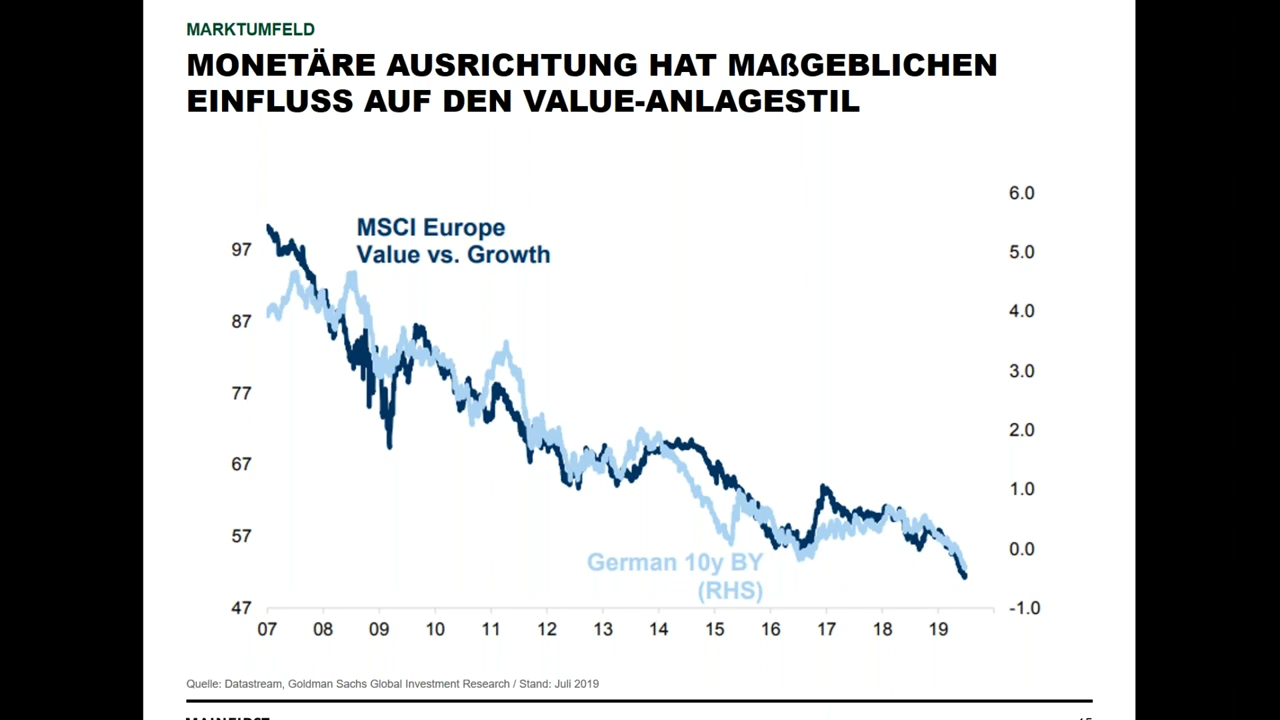 MARKTUMFELD
MONETÄRE AUSRICHTUNG HAT MAßGEBLICHEN
EINFLUSS AUF DEN VALUE-ANLAGESTIL
MSCI Europe
Value vs. Growth
97
87
77
67
57
47
6.0
5.0
4.0
3.0
2.0
1.0
0.0
-1.0
German 10y BY
(RHS)
07 08 09 10 11 12 13 14 15 16 17 18 19
Quelle: Datastream, Goldman Sachs Global Investment Research / Stand: Juli 2019
MAINFIRST